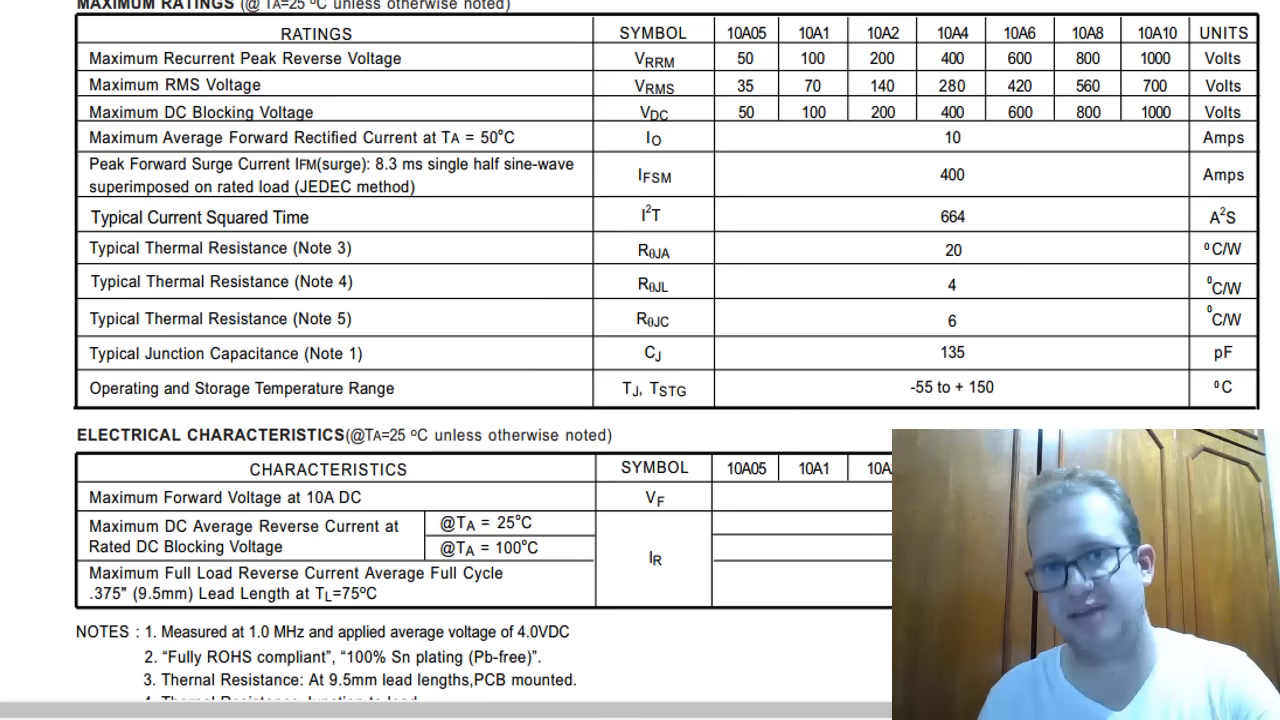 MAXIMUM RATINGS (@ TA=25 ºC unless otherwise noted)
RATINGS SYMBOL 10A05 10A1 10A2 10A4 10A6 10A8 10A10 UNITS
Maximum Recurrent Peak Reverse Voltage VRRM 50 100 200 400 600 800 1000 Volts
Maximum RMS Voltage VRMS 35 70 140 280 420 560 700 Volts
Maximum DC Blocking Voltage VDC 50 100 200 400 600 800 1000 Volts
Maximum Average Forward Rectified Current at TA = 50°C IO 10 Amps
Peak Forward Surge Current IFM(surge): 8.3 ms single half sine-wave
superimposed on rated load (JEDEC method) IFSM 400 Amps
Typical Current Squared Time I²T 664 A²S
Typical Thermal Resistance (Note 3) RθJA 20 ⁰C/W
Typical Thermal Resistance (Note 4) RθJL 4 ⁰C/W
Typical Thermal Resistance (Note 5) RθJC 6 ⁰C/W
Typical Junction Capacitance (Note 1) CJ 135 pF
Operating and Storage Temperature Range TJ, TSTG -55 to + 150 ⁰C
ELECTRICAL CHARACTERISTICS(@TA=25 ºC unless otherwise noted)
CHARACTERISTICS SYMBOL 10A05 10A1
Maximum Forward Voltage at 10A DC VF
Maximum DC Average Reverse Current at @TA = 25°C
Rated DC Blocking Voltage @TA = 100°C IR
Maximum Full Load Reverse Current Average Full Cycle
.375" (9.5mm) Lead Length at TL=75ºC
NOTES : 1. Measured at 1.0 MHz and applied average voltage of 4.0VDC
2. “Fully ROHS compliant”, “100% Sn plating (Pb-free)”.
3. Thernal Resistance: At 9.5mm lead lengths,PCB mounted.